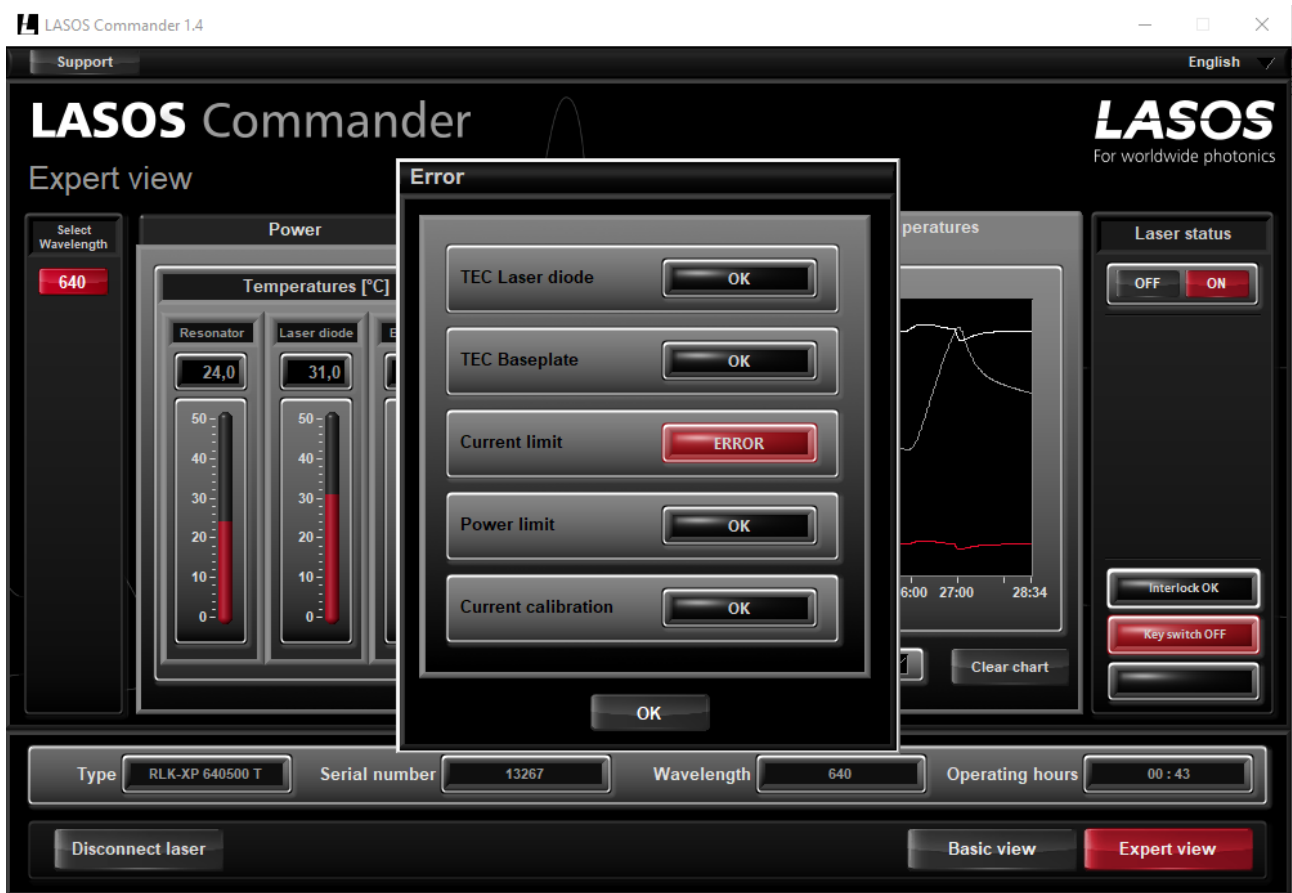 LASOS Commander 1.4
Support
English
LASOS Commander
LASOS
For worldwide photonics
Expert view
Error
Select
Wavelength
640
Power
peratures
Laser status
OFF ON
Temperatures [°C]
Resonator
Laser diode
24,0
31,0
50
40
30
20
10
0
50
40
30
20
10
0
TEC Laser diode OK
TEC Baseplate OK
Current limit ERROR
Power limit OK
Current calibration OK
OK
6:00 27:00 28:34
Clear chart
Interlock OK
Key switch OFF
Type RLK-XP 640500 T Serial number 13267 Wavelength 640 Operating hours 00 : 43
Disconnect laser
Basic view
Expert view